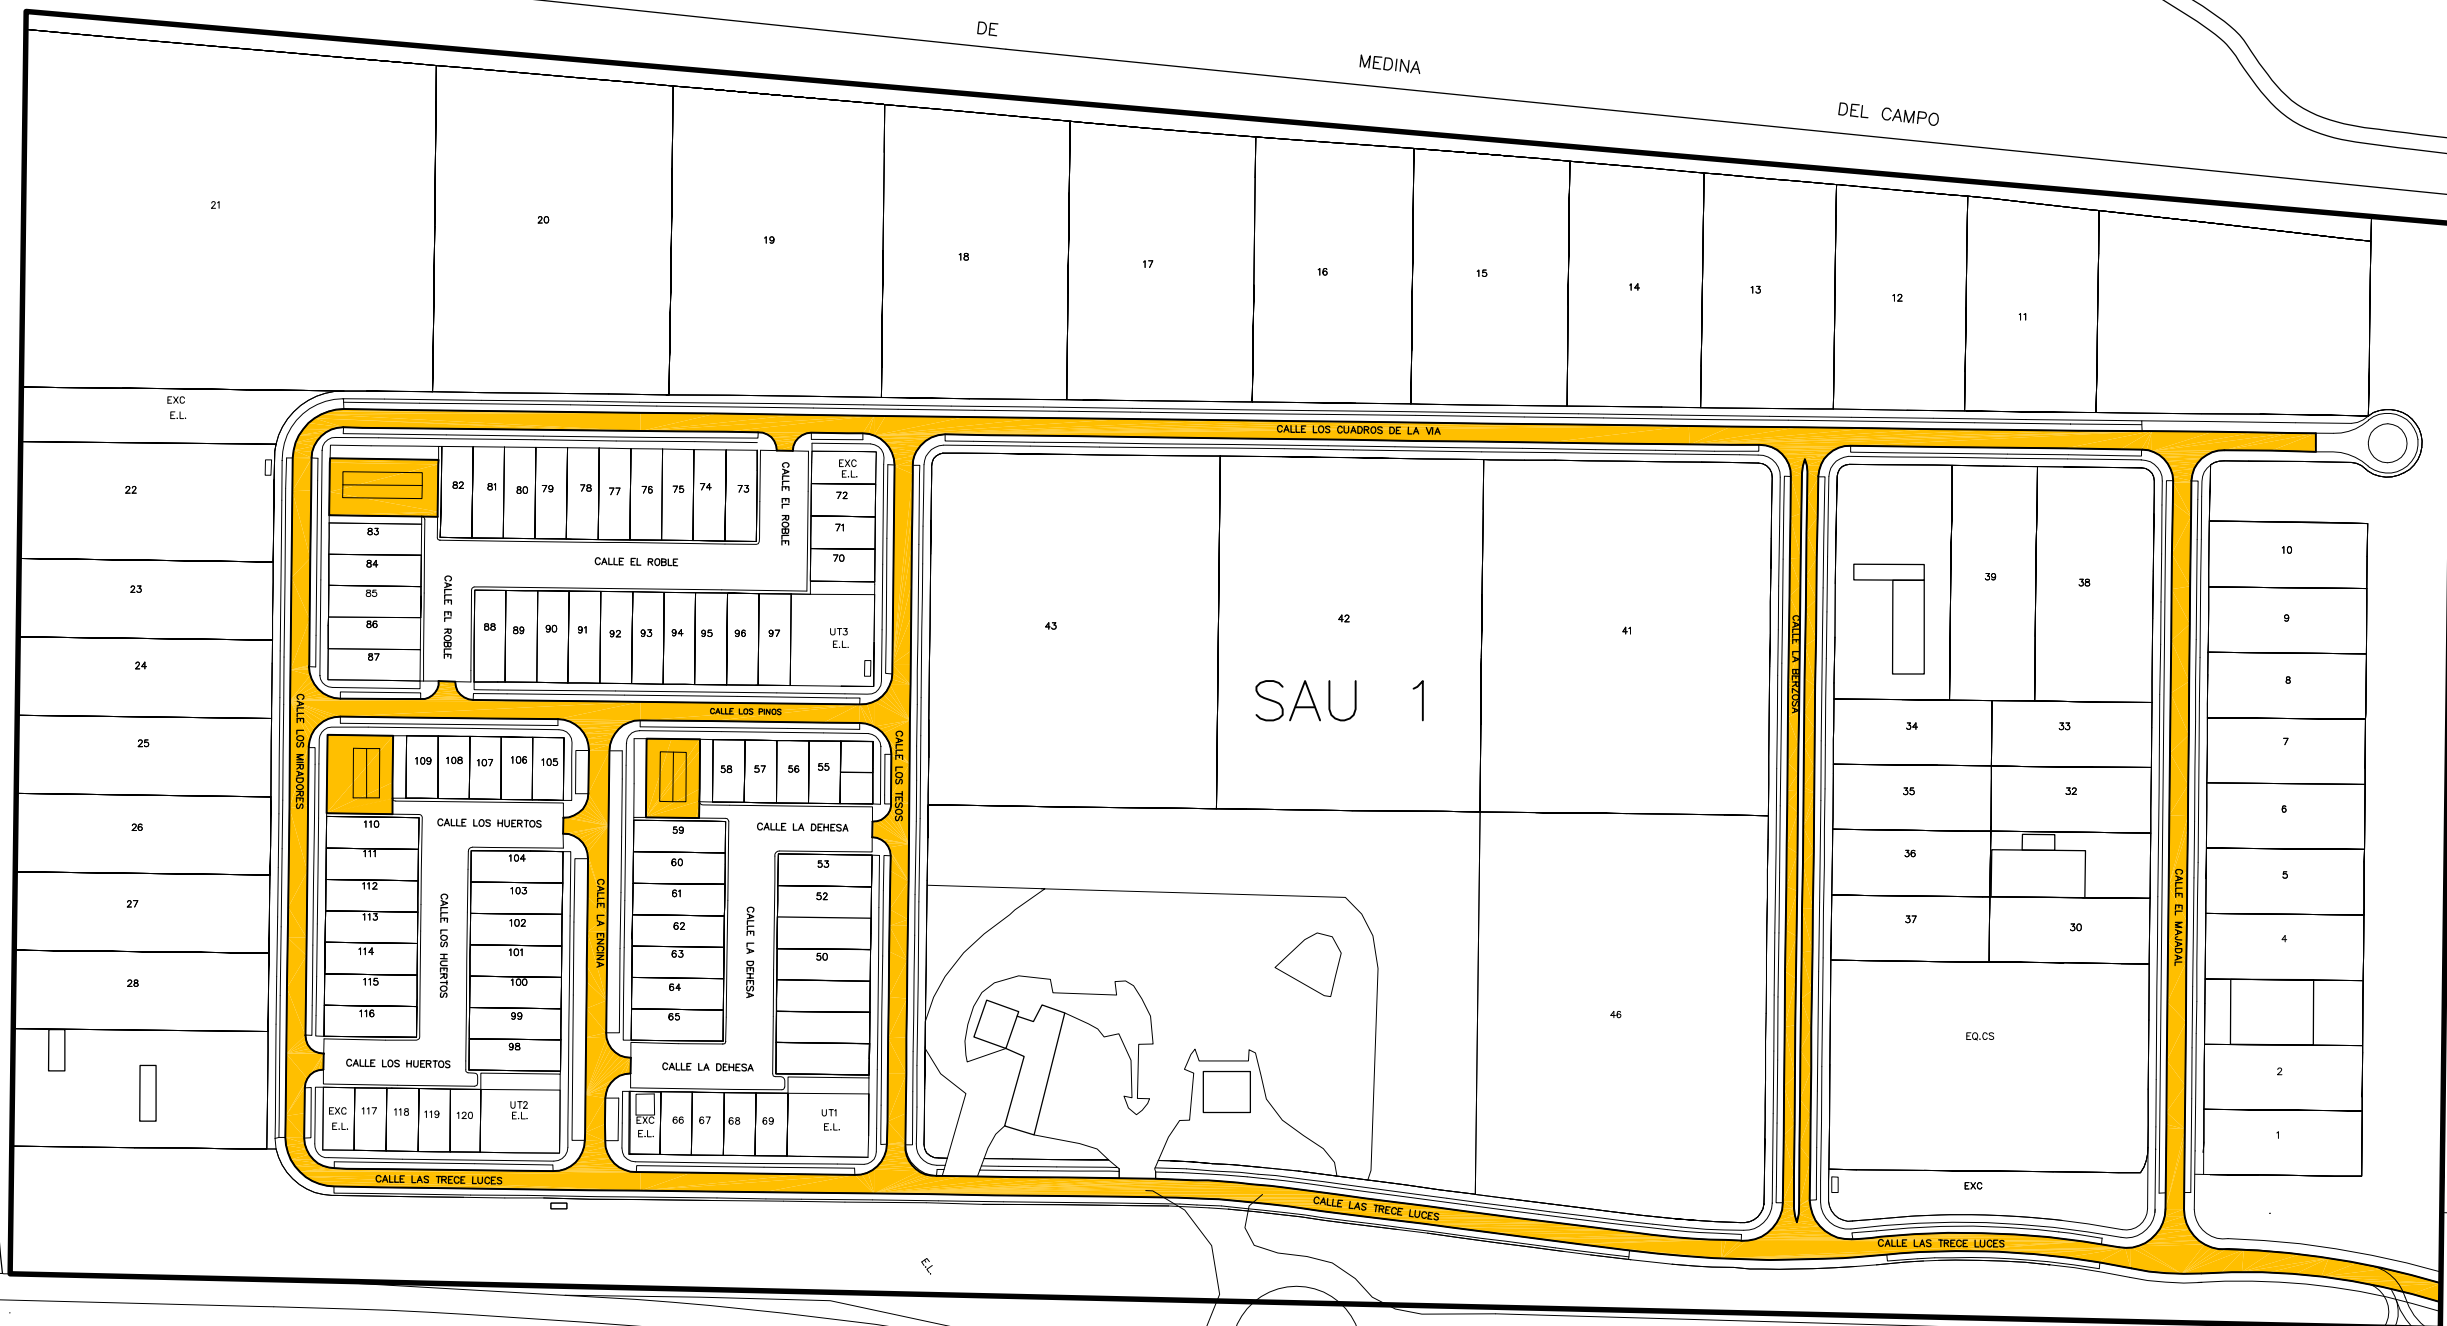 DE
MEDINA
DEL CAMPO
21
20
19
18
17
16
15
14
13
12
11
EXC
E.L.
CALLE LOS CUADROS DE LA VIA
22
23
24
25
26
27
28
CALLE LOS MIRADORES
82
81
80
79
78
77
76
75
74
73
CALLE EL ROBLE
EXC
E.L.
72
71
70
83
84
85
86
87
CALLE EL ROBLE
CALLE EL ROBLE
88
89
90
91
92
93
94
95
96
97
UT3
E.L.
CALLE LOS PINOS
CALLE LOS TESOS
109
108
107
106
105
CALLE LOS HUERTOS
110
111
112
113
114
115
116
CALLE LOS HUERTOS
104
103
102
101
100
99
98
CALLE LOS HUERTOS
EXC
E.L.
117
118
119
120
UT2
E.L.
CALLE LA ENCINA
58
57
56
55
CALLE LA DEHESA
59
60
61
62
63
64
65
CALLE LA DEHESA
53
52
50
CALLE LA DEHESA
EXC
E.L.
66
67
68
69
UT1
E.L.
CALLE LAS TRECE LUCES
43
42
41
SAU 1
46
CALLE LAS TRECE LUCES
CALLE LA BERZOSA
39
38
34
33
35
32
36
37
30
EQ.CS
EXC
CALLE LAS TRECE LUCES
CALLE EL MAJADAL
10
9
8
7
6
5
4
2
1
E.L.